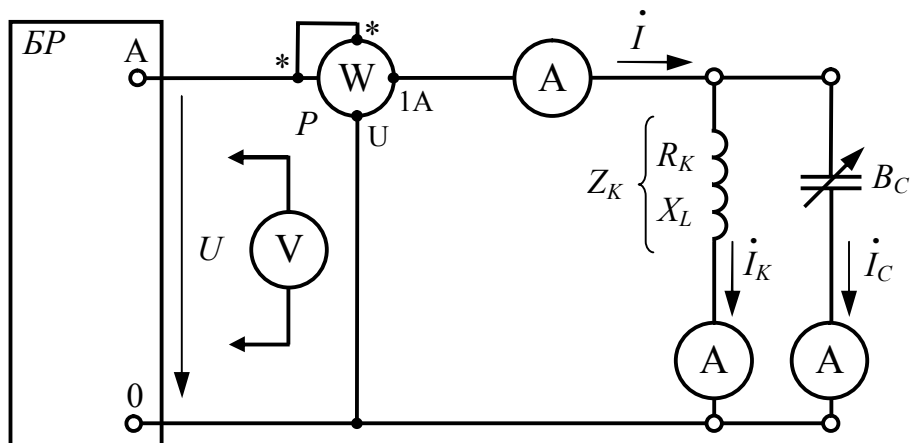 БР
A
*
*
W
1A
P
U
A
İ
Z_K
R_K
X_L
B_C
U
V
İ_K
İ_C
A
A
0